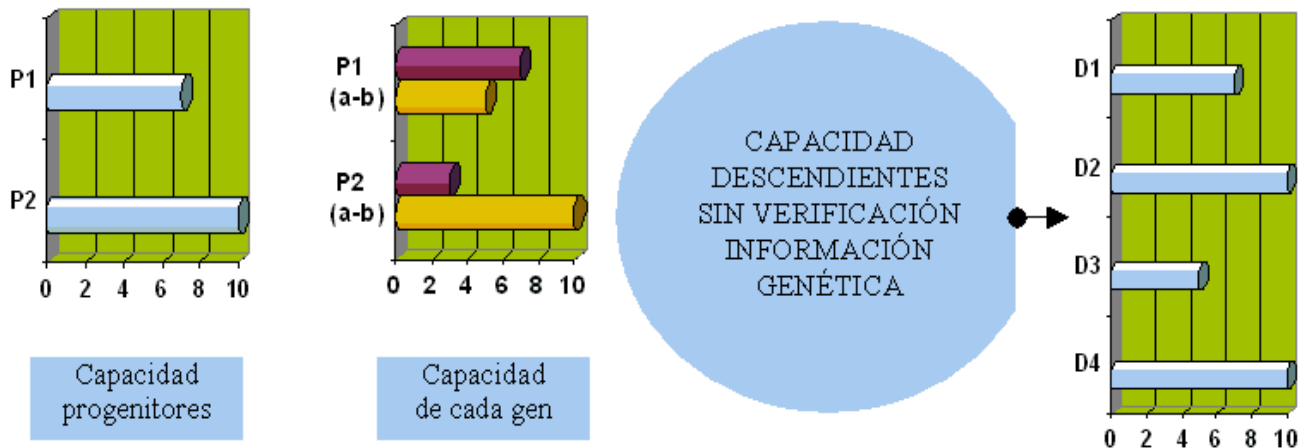 P1
P2
0 2 4 6 8 10
Capacidad
progenitores
P1
(a-b)
P2
(a-b)
0 2 4 6 8 10
Capacidad
de cada gen
CAPACIDAD
DESCENDIENTES
SIN VERIFICACIÓN
INFORMACIÓN
GENÉTICA
D1
D2
D3
D4
0 2 4 6 8 10